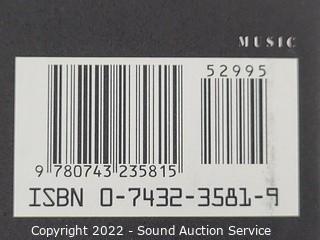 MUSIC
52995
9 780743 235815
ISBN 0-7432-3581-9
Copyright 2022 - Sound Auction Service